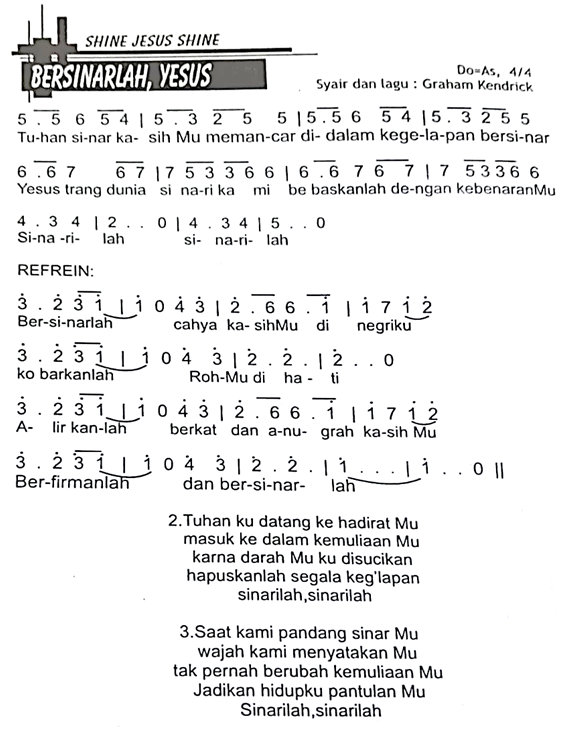 SHINE JESUS SHINE
BERSINARLAH, YESUS
Do=As, 4/4
Syair dan lagu : Graham Kendrick
5 . 5 6 5 4 | 5 . 3 2 5 5 | 5 . 5 6 5 4 | 5 . 3 2 5 5
Tu-han si-nar ka- sih Mu meman-car di- dalam kege-la-pan bersi-nar
6 . 6 7 6 7 | 7 5 3 3 6 6 | 6 . 6 7 6 7 | 7 5 3 3 6 6
Yesus trang dunia si na-ri ka mi be baskanlah de-ngan kebenaranMu
4 . 3 4 | 2 . . 0 | 4 . 3 4 | 5 . . 0
Si-na -ri- lah si- na-ri- lah
REFREIN:
3̇ . 2̇ 3̇ 1̇ | 1̇ 0 4̇ 3̇ | 2̇ . 6 6 . 1̇ | 1̇ 7 1̇ 2̇
Ber-si-narlah cahya ka- sihMu di negriku
3̇ . 2̇ 3̇ 1̇ | 1̇ 0 4̇ 3̇ | 2̇ . 2̇ . | 2̇ . . 0
ko barkanlah Roh-Mu di ha - ti
3̇ . 2̇ 3̇ 1̇ | 1̇ 0 4̇ 3̇ | 2̇ . 6 6 . 1̇ | 1̇ 7 1̇ 2̇
A- lir kan-lah berkat dan a-nu- grah ka-sih Mu
3̇ . 2̇ 3̇ 1̇ | 1̇ 0 4̇ 3̇ | 2̇ . 2̇ . | 1̇ . . . | 1̇ . . 0 ||
Ber-firmanlah dan ber-si-nar- lah
2.Tuhan ku datang ke hadirat Mu
masuk ke dalam kemuliaan Mu
karna darah Mu ku disucikan
hapuskanlah segala keg'lapan
sinarilah,sinarilah
3.Saat kami pandang sinar Mu
wajah kami menyatakan Mu
tak pernah berubah kemuliaan Mu
Jadikan hidupku pantulan Mu
Sinarilah,sinarilah